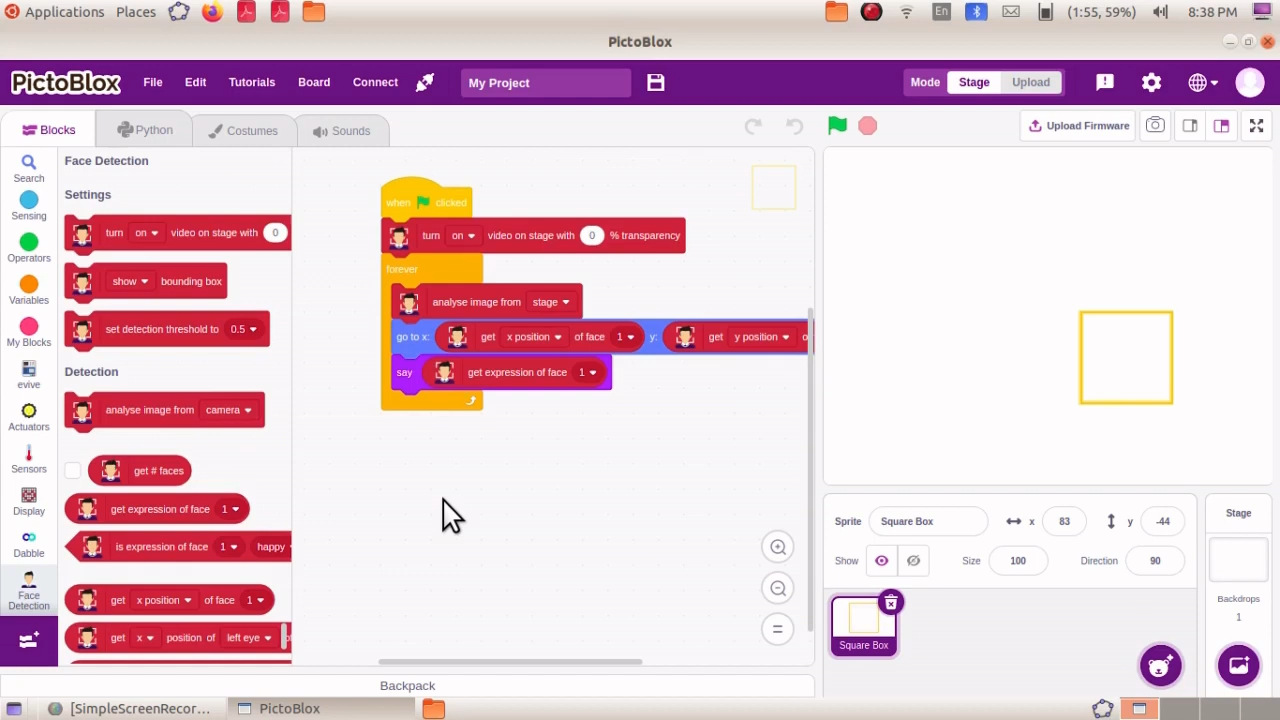 Applications Places En (1:55, 59%) 8:38 PM
PictoBlox
PictoBlox File Edit Tutorials Board Connect My Project Mode Stage Upload
Blocks Python Costumes Sounds Upload Firmware
Search
Sensing
Operators
Variables
My Blocks
evive
Actuators
Sensors
Display
Dabble
Face
Detection
Face Detection
Settings
turn on video on stage with 0
show bounding box
set detection threshold to 0.5
Detection
analyse image from camera
get # faces
get expression of face 1
is expression of face 1 happy
get x position of face 1
get x position of left eye
when clicked
turn on video on stage with 0 % transparency
forever
analyse image from stage
go to x: get x position of face 1 y: get y position
say get expression of face 1
Sprite Square Box x 83 y -44
Show Size 100 Direction 90
Square Box
Stage
Backdrops
1
Backpack
[SimpleScreenRecor... PictoBlox